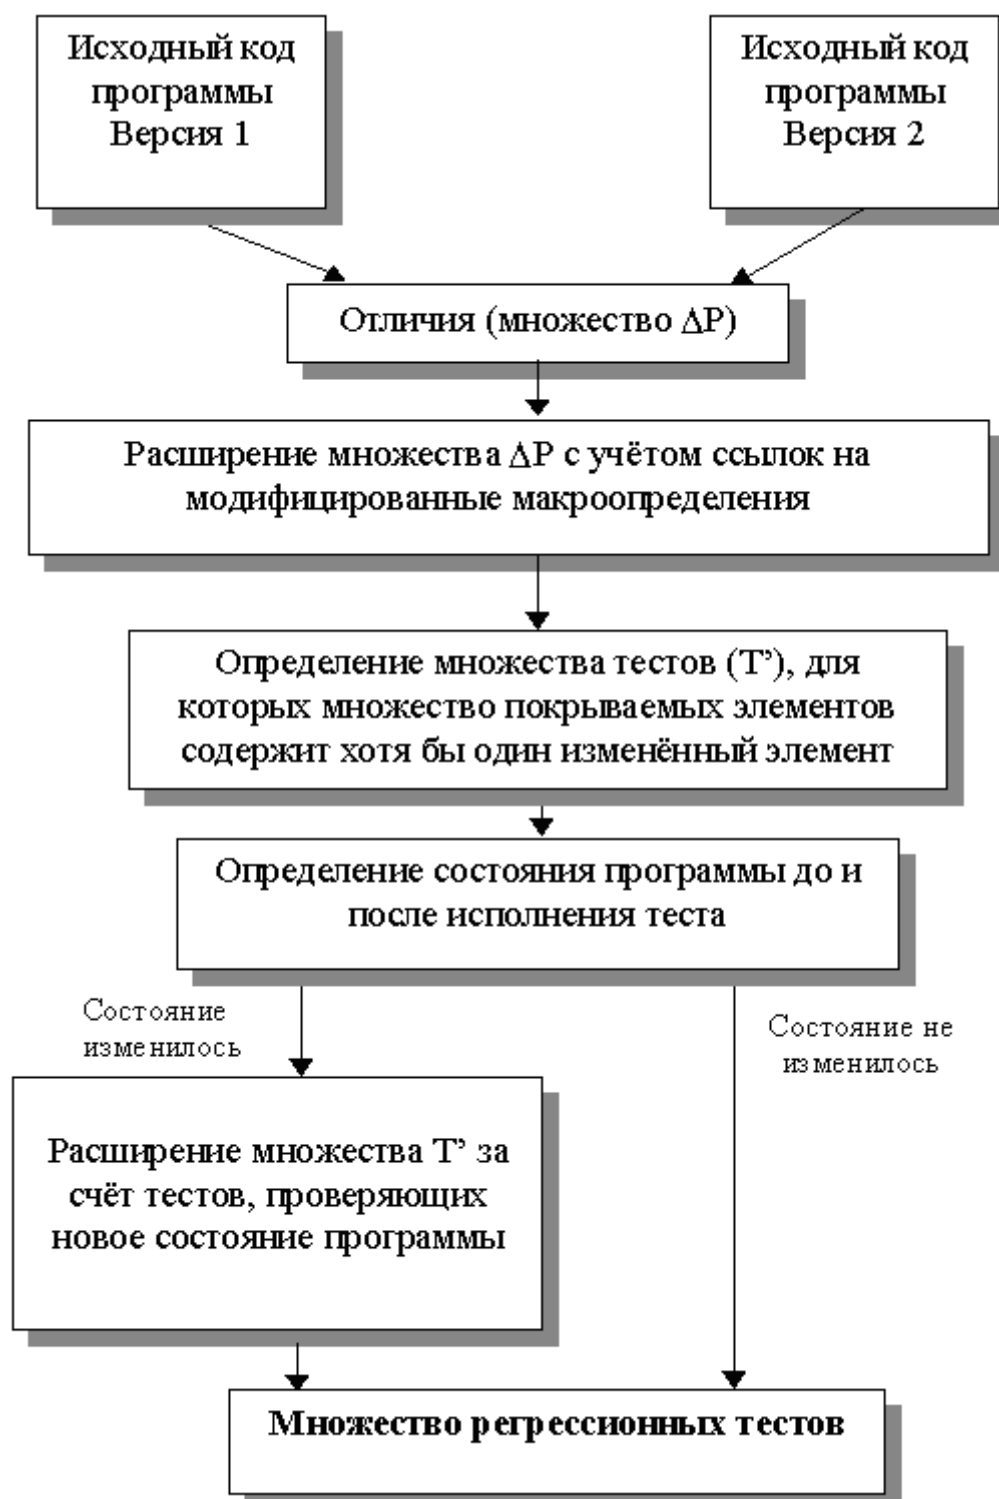 Исходный код
программы
Версия 1
Исходный код
программы
Версия 2
Отличия (множество ΔP)
Расширение множества ΔP с учётом ссылок на
модифицированные макроопределения
Определение множества тестов (T’), для
которых множество покрываемых элементов
содержит хотя бы один изменённый элемент
Определение состояния программы до и
после исполнения теста
Состояние
изменилось
Состояние не
изменилось
Расширение множества T’ за
счёт тестов, проверяющих
новое состояние программы
Множество регрессионных тестов